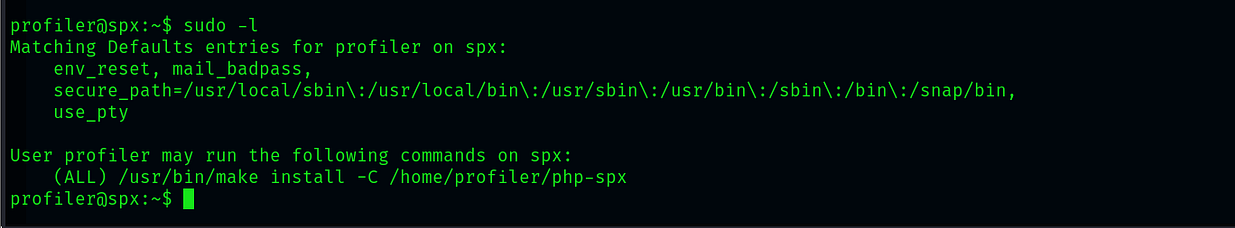 profiler@spx:~$ sudo -l
Matching Defaults entries for profiler on spx:
    env_reset, mail_badpass,
    secure_path=/usr/local/sbin\:/usr/local/bin\:/usr/sbin\:/usr/bin\:/sbin\:/bin\:/snap/bin,
    use_pty

User profiler may run the following commands on spx:
    (ALL) /usr/bin/make install -C /home/profiler/php-spx
profiler@spx:~$